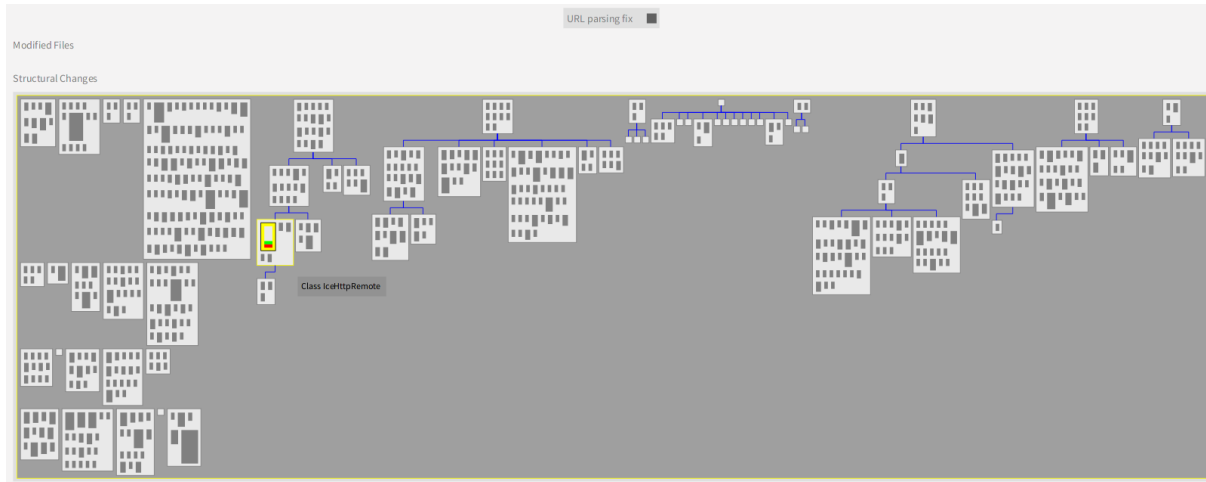 URL parsing fix
Modified Files
Structural Changes
Class IceHttpRemote